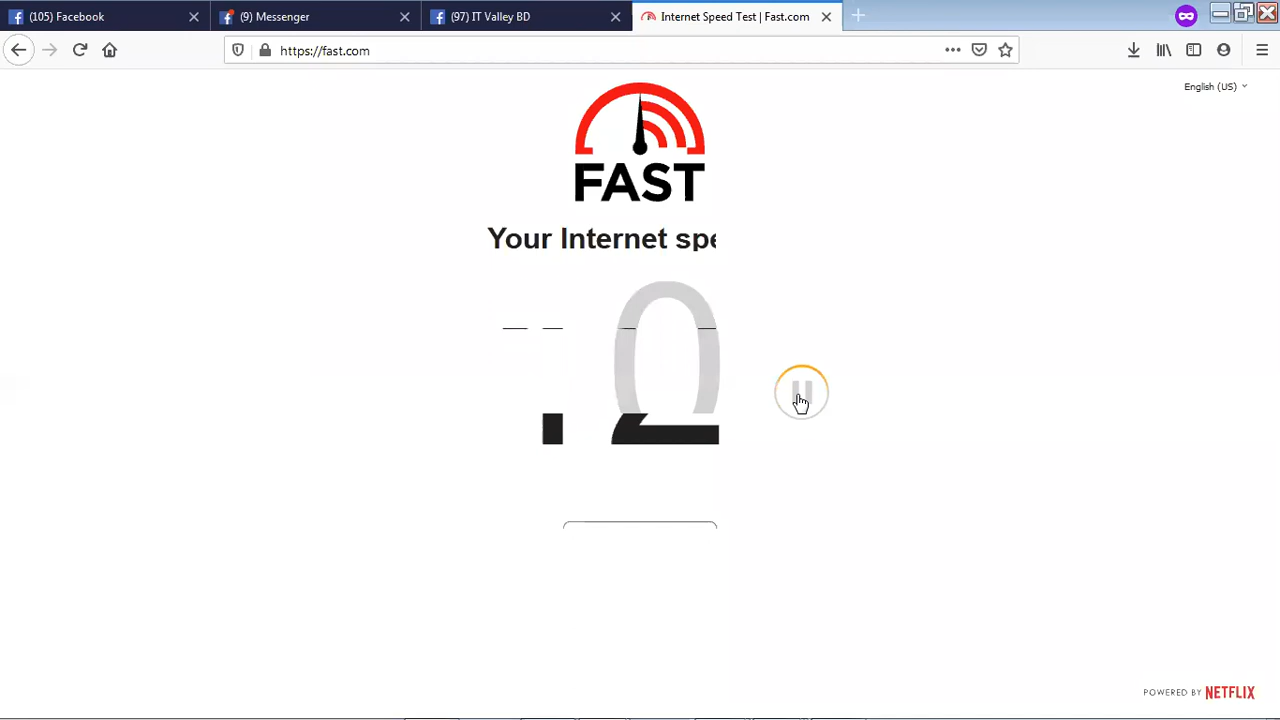 (105) Facebook
(9) Messenger
(97) IT Valley BD
Internet Speed Test | Fast.com
https://fast.com
English (US)
FAST
Your Internet spe
0
POWERED BY NETFLIX